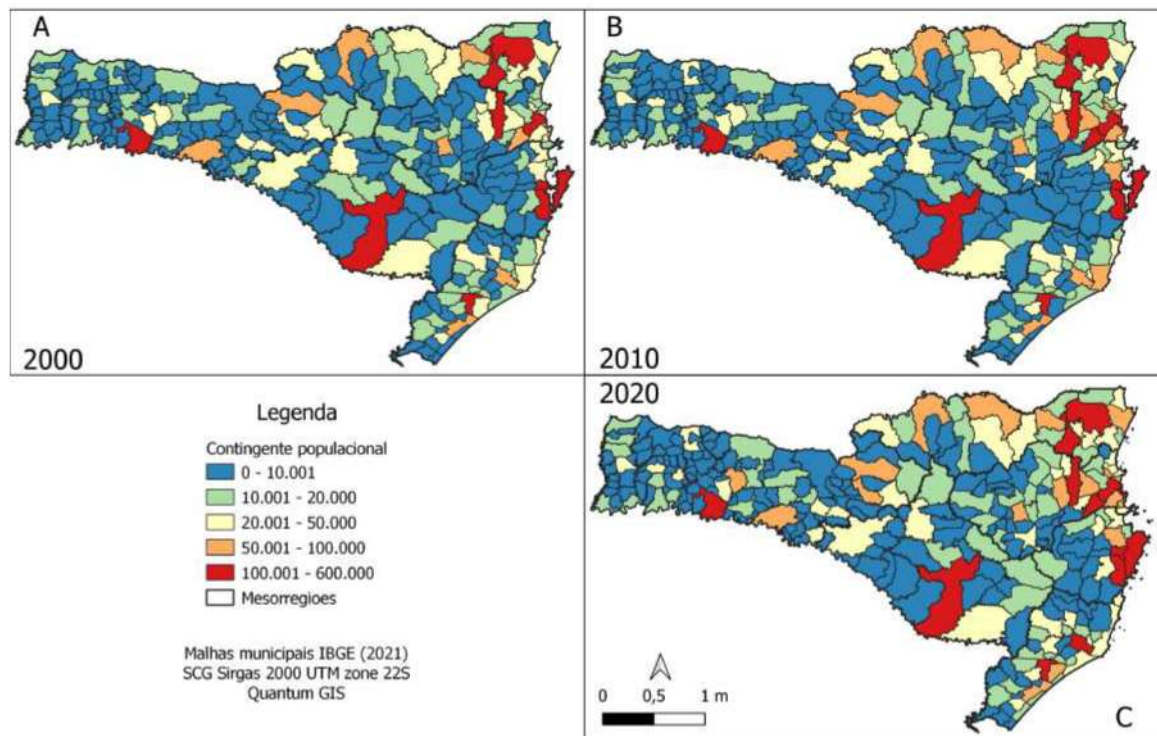 A
2000
B
2010
Legenda
Contingente populacional
0 - 10.001
10.001 - 20.000
20.001 - 50.000
50.001 - 100.000
100.001 - 600.000
Mesorregioes
Malhas municipais IBGE (2021)
SCG Sirgas 2000 UTM zone 22S
Quantum GIS
2020
0 0,5 1 m
C